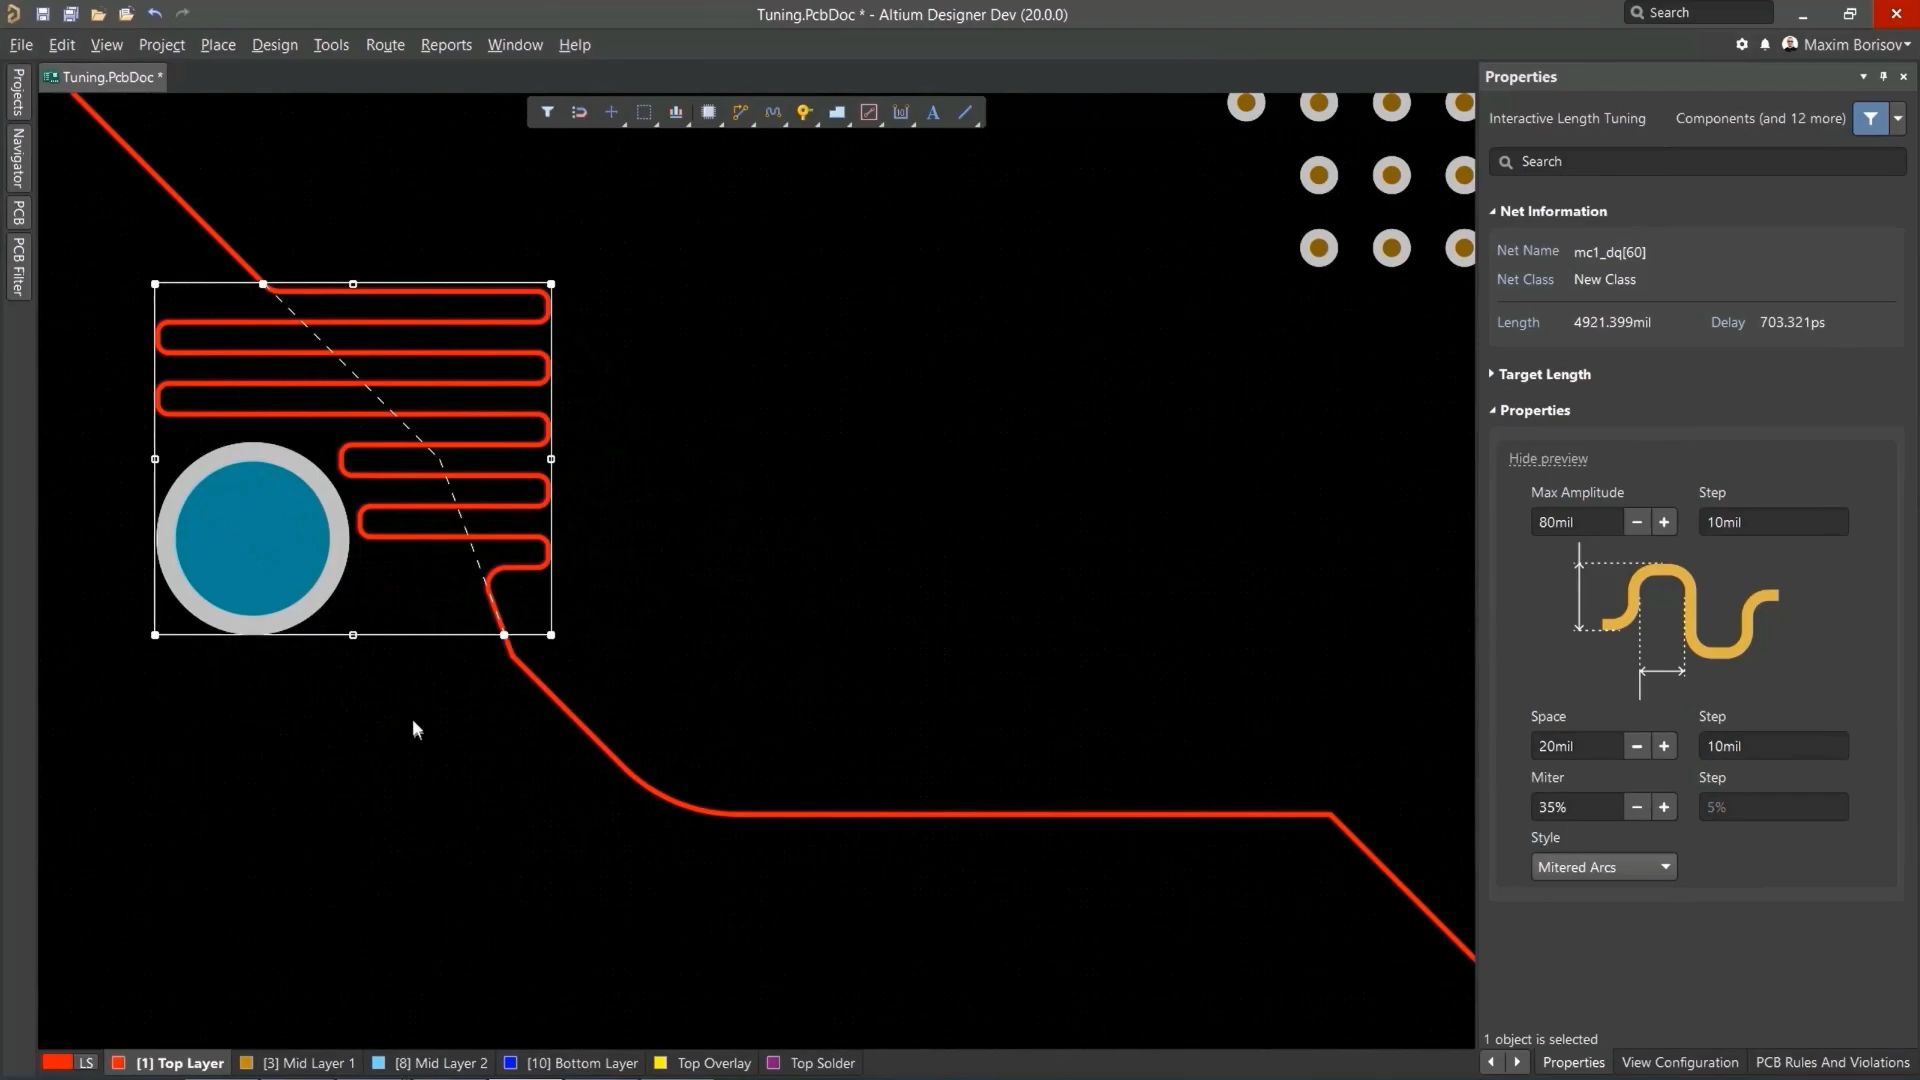 Tuning.PcbDoc * - Altium Designer Dev (20.0.0)
Search
File Edit View Project Place Design Tools Route Reports Window Help
Maxim Borisov
Projects
Navigator
PCB
PCB Filter
Tuning.PcbDoc *
A
Properties
Interactive Length Tuning Components (and 12 more)
Search
Net Information
Net Name mc1_dq[60]
Net Class New Class
Length 4921.399mil Delay 703.321ps
Target Length
Properties
Hide preview
Max Amplitude Step
80mil 10mil
Space Step
20mil 10mil
Miter Step
35% 5%
Style
Mitered Arcs
1 object is selected
LS [1] Top Layer [3] Mid Layer 1 [8] Mid Layer 2 [10] Bottom Layer Top Overlay Top Solder
Properties View Configuration PCB Rules And Violations